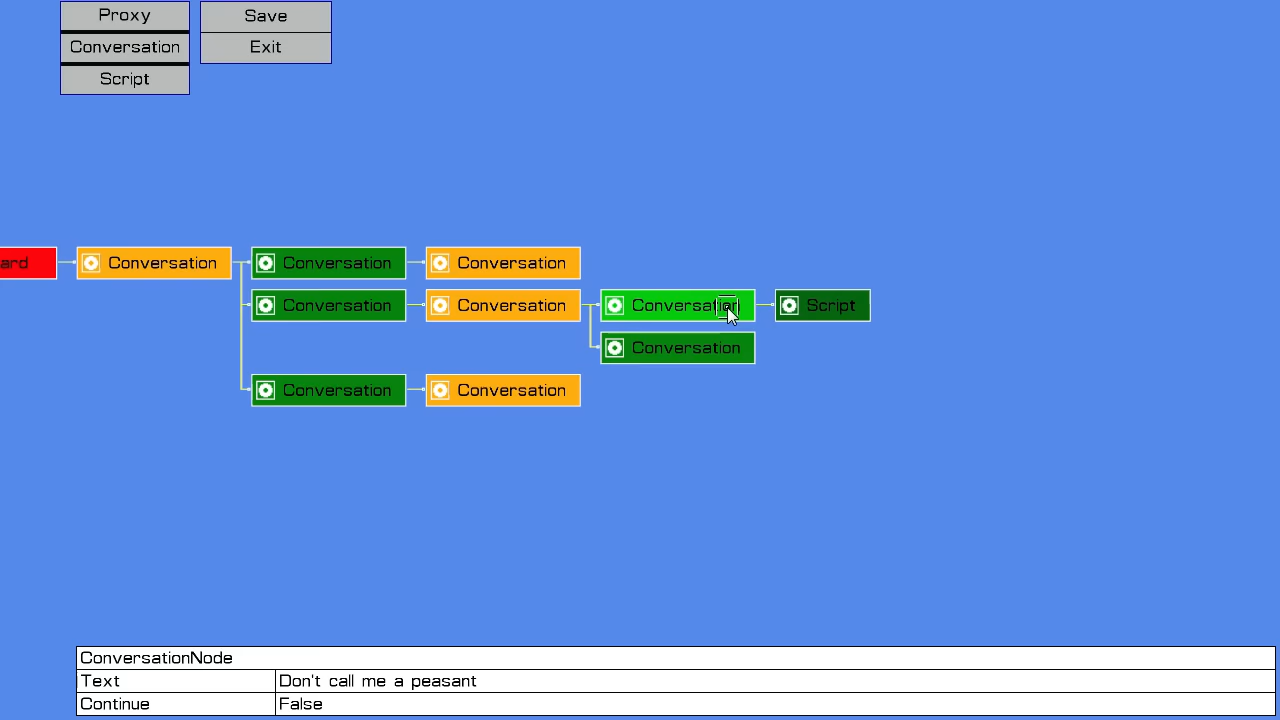 Proxy
Save
Conversation
Exit
Script
ard
Conversation
Conversation
Conversation
Conversation
Conversation
Conversation
Script
Conversation
Conversation
Conversation
ConversationNode
Text Don't call me a peasant
Continue False